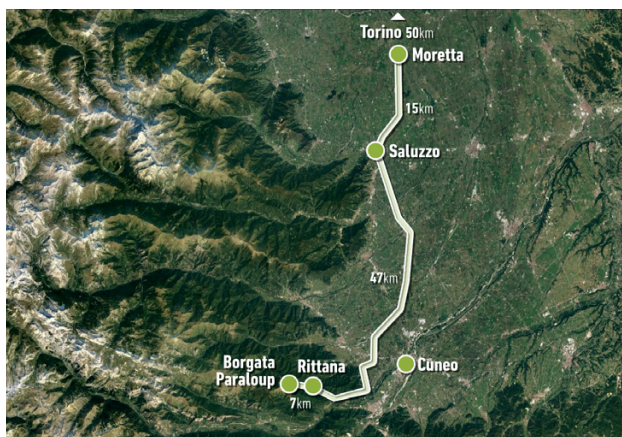 Torino 50km
Moretta
15km
Saluzzo
47km
Cuneo
Borgata
Paraloup
Rittana
7km